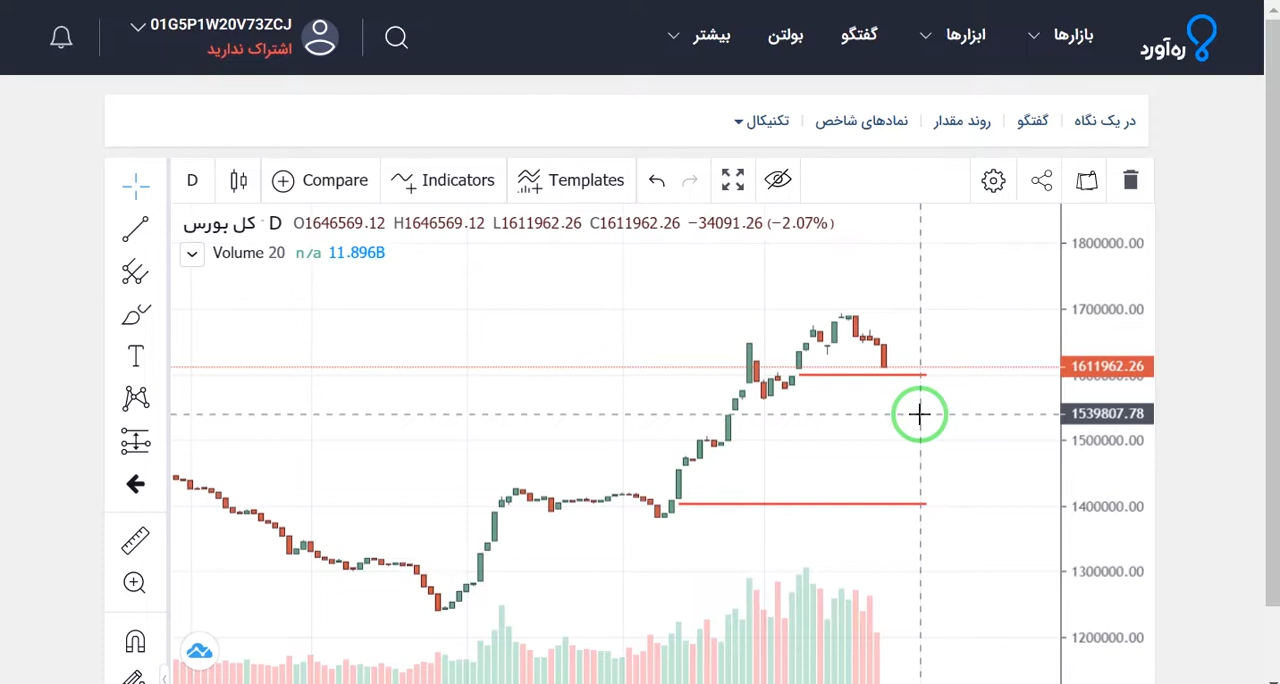 01G5P1W20V73ZCJ
اشتراک ندارید
بازارها
ابزارها
گفتگو
بولتن
بیشتر
ره‌آورد
در یک نگاه
گفتگو
روند مقدار
نمادهای شاخص
تکنیکال
D
Compare
Indicators
Templates
کل بورس · D O1646569.12 H1646569.12 L1611962.26 C1611962.26 −34091.26 (−2.07%)
Volume 20 n/a 11.896B
1800000.00
1700000.00
1611962.26
1600000.00
1539807.78
1500000.00
1400000.00
1300000.00
1200000.00